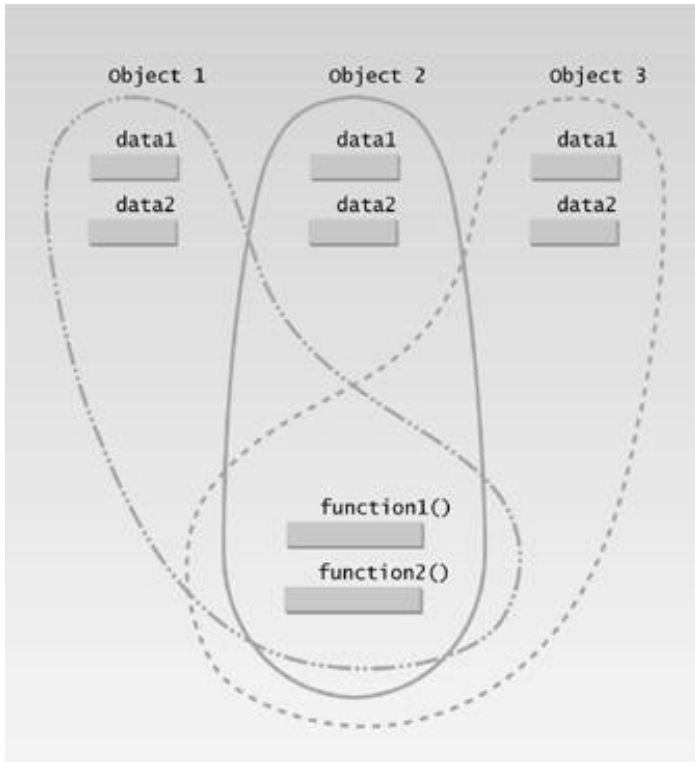 Object 1 Object 2 Object 3
data1 data1 data1
data2 data2 data2
function1()
function2()